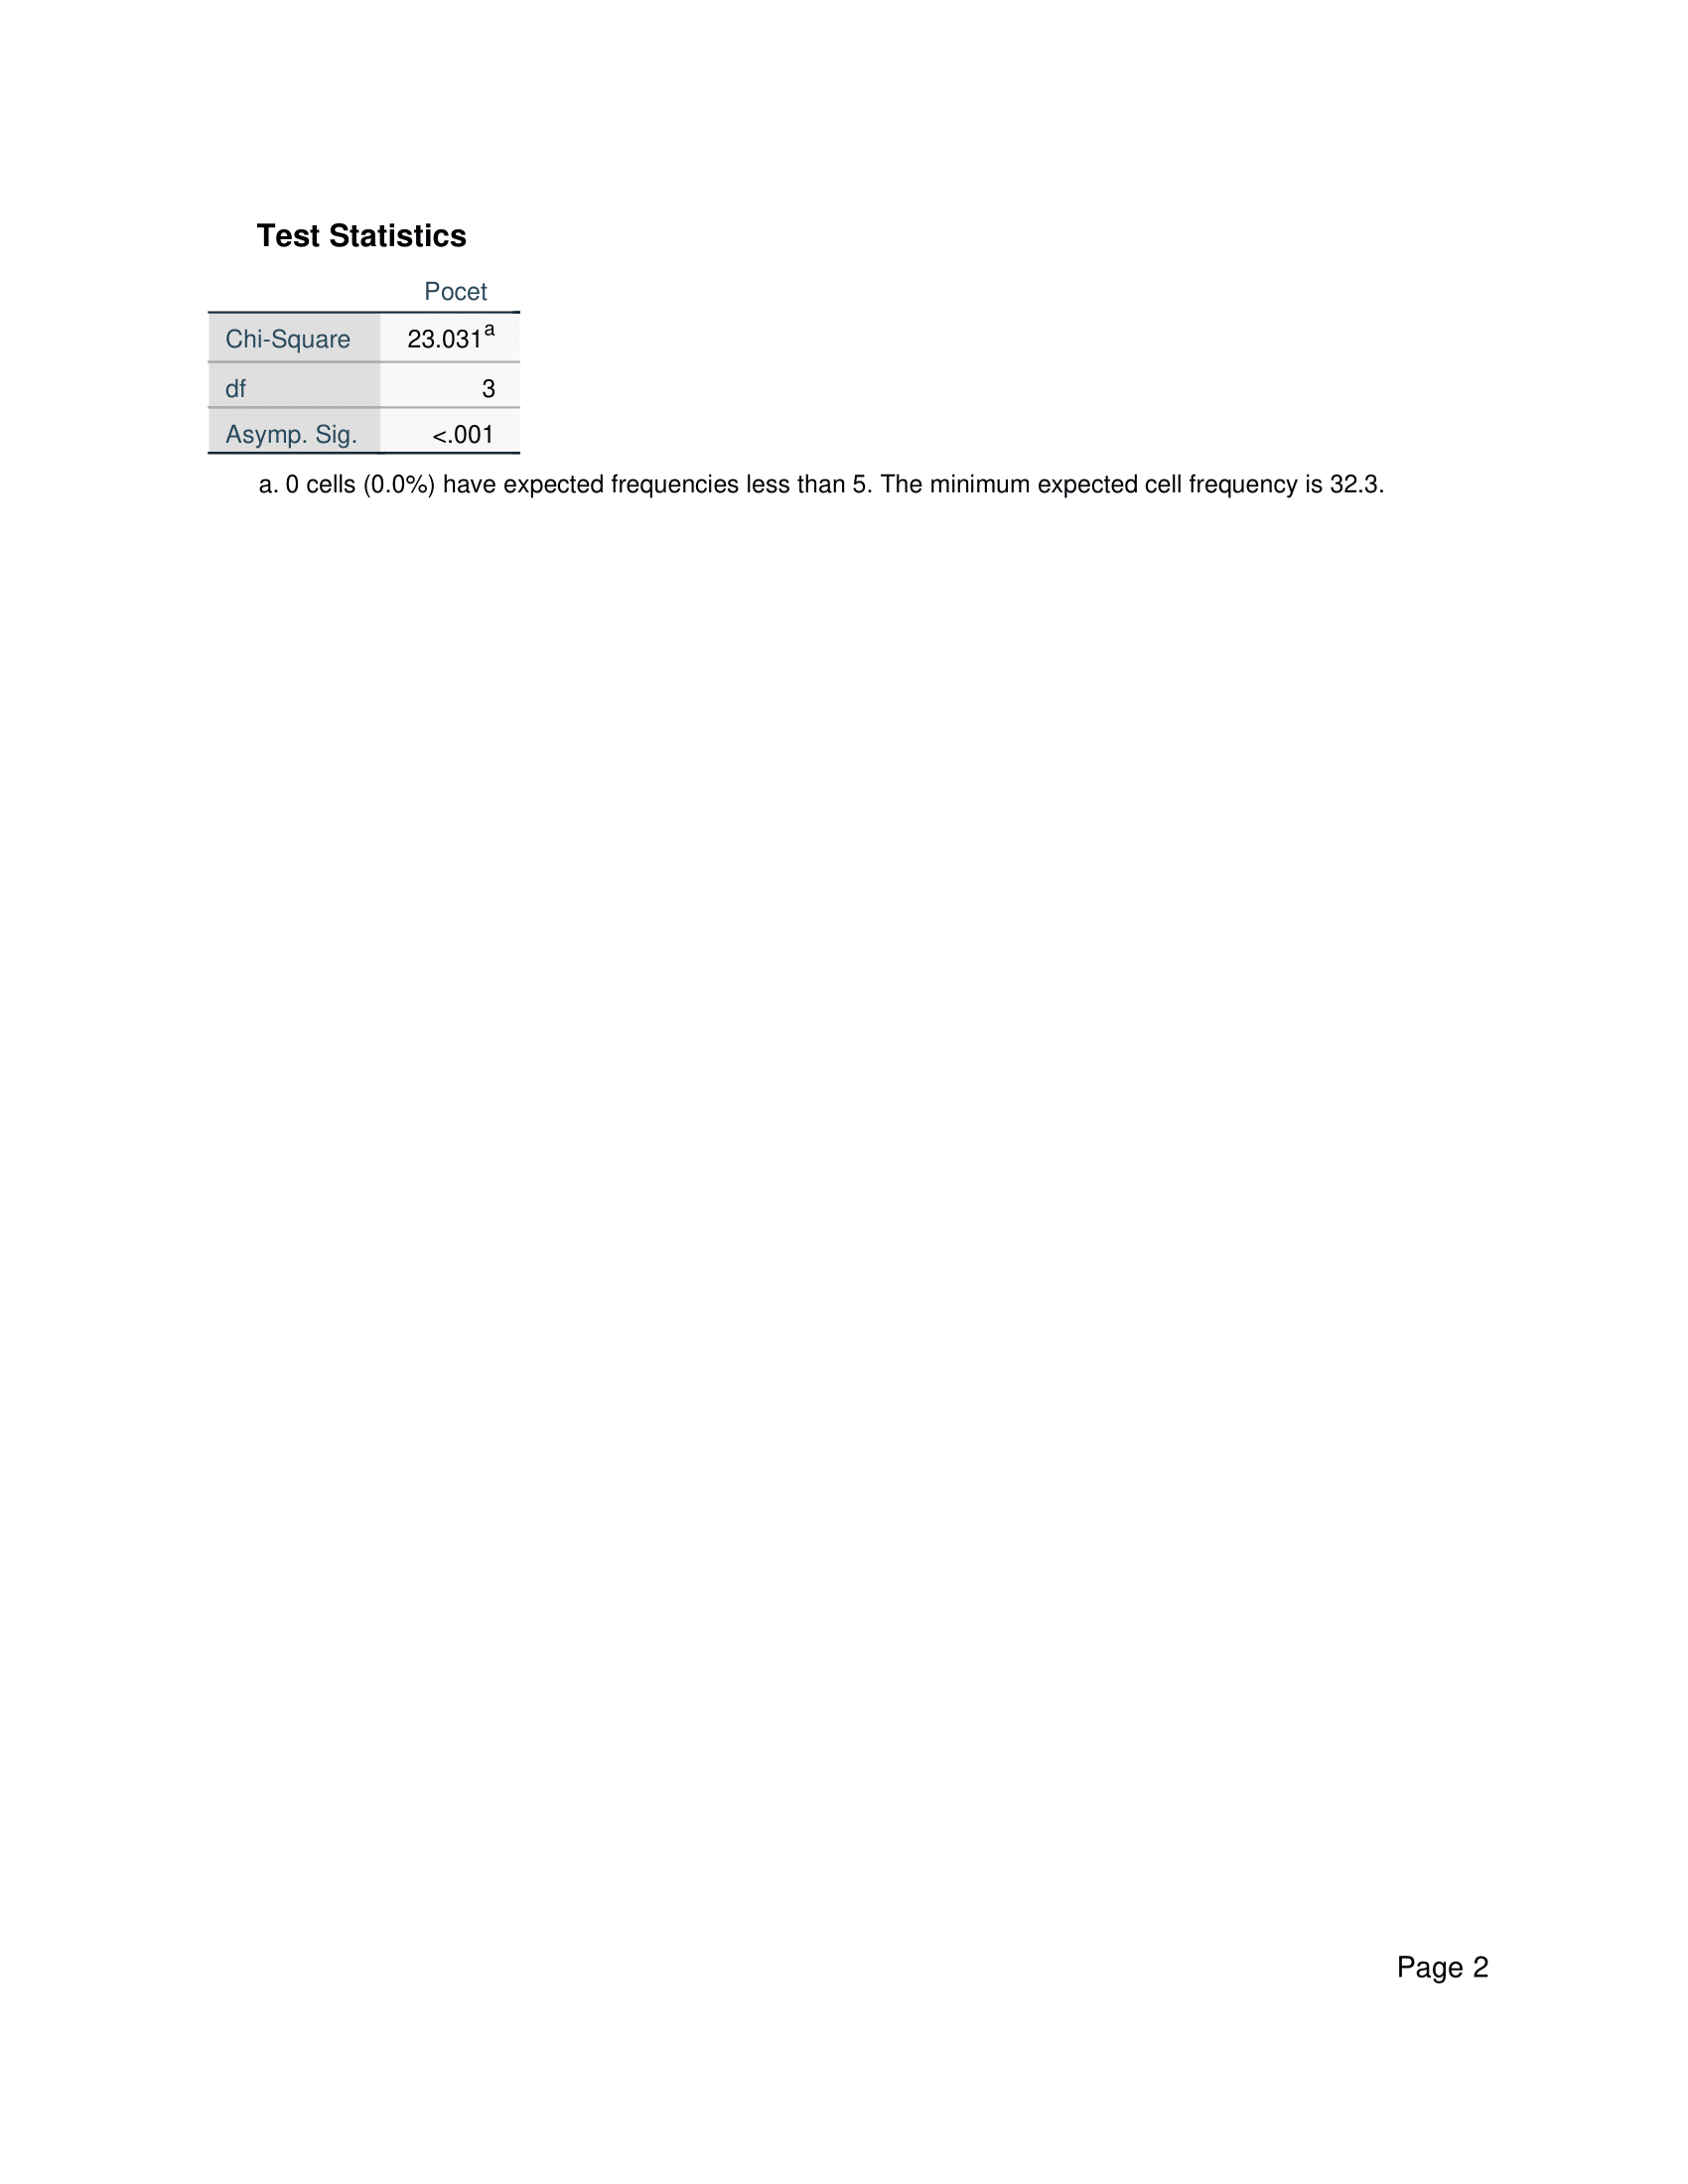 Test Statistics
Pocet
Chi-Square 23.031a
df 3
Asymp. Sig. <.001
a. 0 cells (0.0%) have expected frequencies less than 5. The minimum expected cell frequency is 32.3.
Page 2